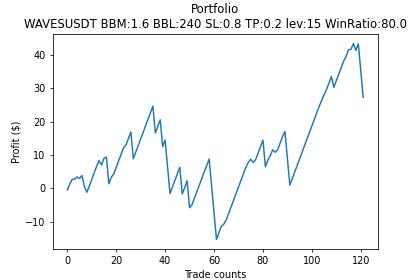 Portfolio
WAVESUSDT BBM:1.6 BBL:240 SL:0.8 TP:0.2 lev:15 WinRatio:80.0
40
30
20
10
0
−10
Profit ($)
0 20 40 60 80 100 120
Trade counts